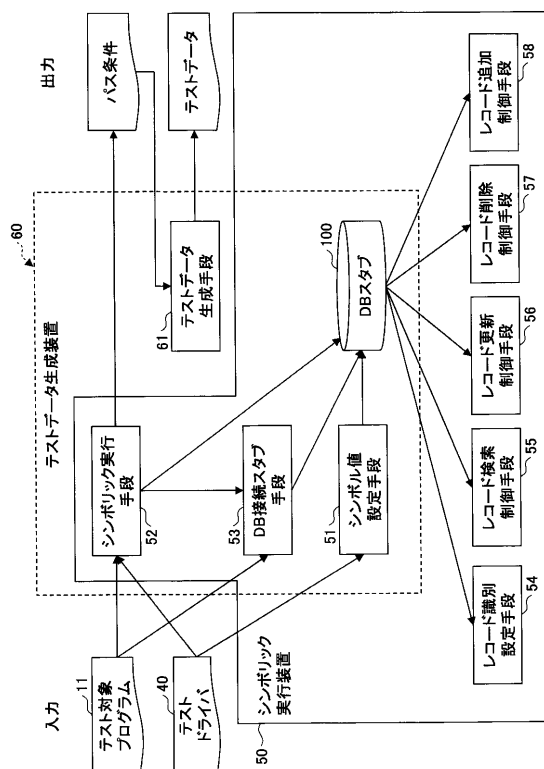 入力
出力
テスト対象
プログラム
11
テスト
ドライバ
40
シンボリック
実行装置
50
テストデータ生成装置
60
シンボリック実行
手段
52
DB接続スタブ
手段
53
シンボル値
設定手段
51
テストデータ
生成手段
61
DBスタブ
100
パス条件
テストデータ
レコード識別
設定手段
54
レコード検索
制御手段
55
レコード更新
制御手段
56
レコード削除
制御手段
57
レコード追加
制御手段
58